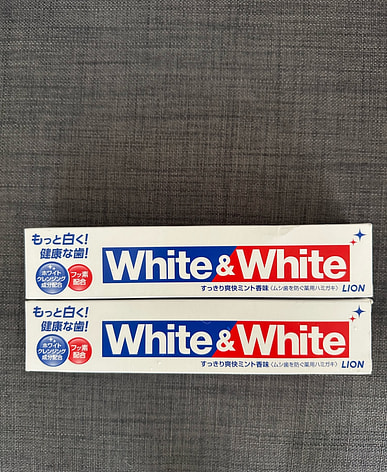 もっと白く!
健康な歯!
ホワイト
クレンジング
成分配合
フッ素
配合
White & White
すっきり爽快ミント香味〈ムシ歯を防ぐ薬用ハミガキ〉 LION
もっと白く!
健康な歯!
ホワイト
クレンジング
成分配合
フッ素
配合
White & White
すっきり爽快ミント香味〈ムシ歯を防ぐ薬用ハミガキ〉 LION